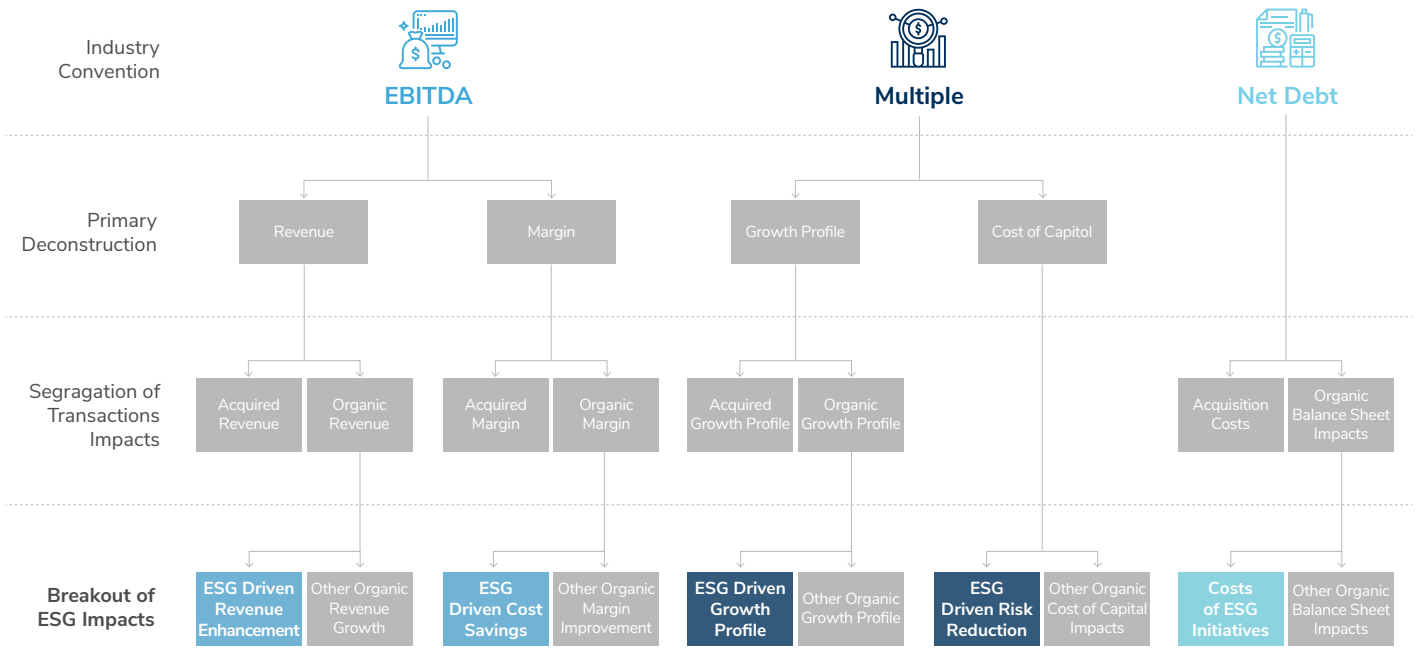 Industry
Convention
EBITDA
Multiple
Net Debt
Primary
Deconstruction
Revenue
Margin
Growth Profile
Cost of Capitol
Segragation of
Transactions
Impacts
Acquired
Revenue
Organic
Revenue
Acquired
Margin
Organic
Margin
Acquired
Growth Profile
Organic
Growth Profile
Acquisition
Costs
Organic
Balance Sheet
Impacts
Breakout of
ESG Impacts
ESG Driven
Revenue
Enhancement
Other Organic
Revenue
Growth
ESG
Driven Cost
Savings
Other Organic
Margin
Improvement
ESG Driven
Growth
Profile
Other Organic
Growth Profile
ESG
Driven Risk
Reduction
Other Organic
Cost of Capital
Impacts
Costs
of ESG
Initiatives
Other Organic
Balance Sheet
Impacts